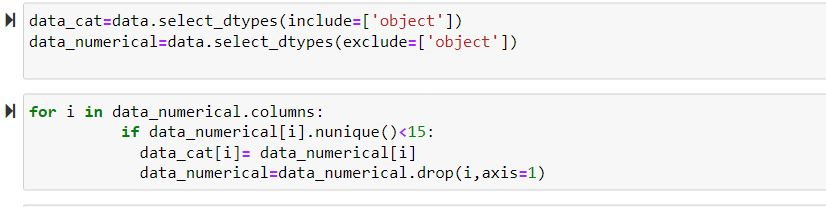 data_cat=data.select_dtypes(include=['object'])
data_numerical=data.select_dtypes(exclude=['object'])
for i in data_numerical.columns:
if data_numerical[i].nunique()<15:
data_cat[i]= data_numerical[i]
data_numerical=data_numerical.drop(i,axis=1)